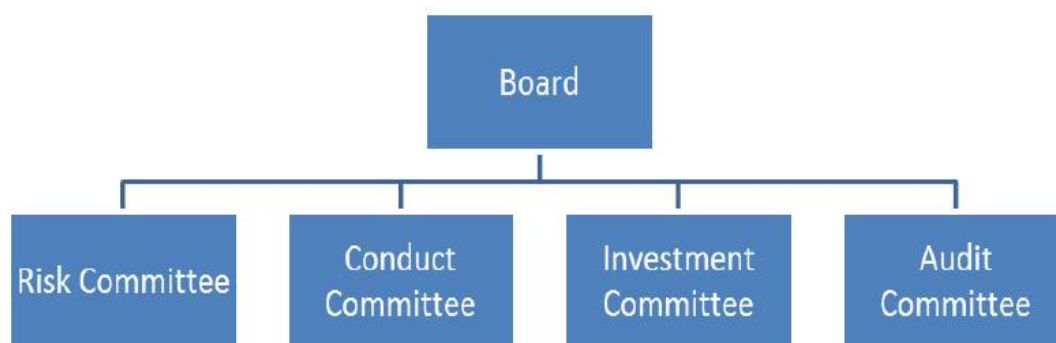 Board
Risk Committee
Conduct
Committee
Investment
Committee
Audit
Committee